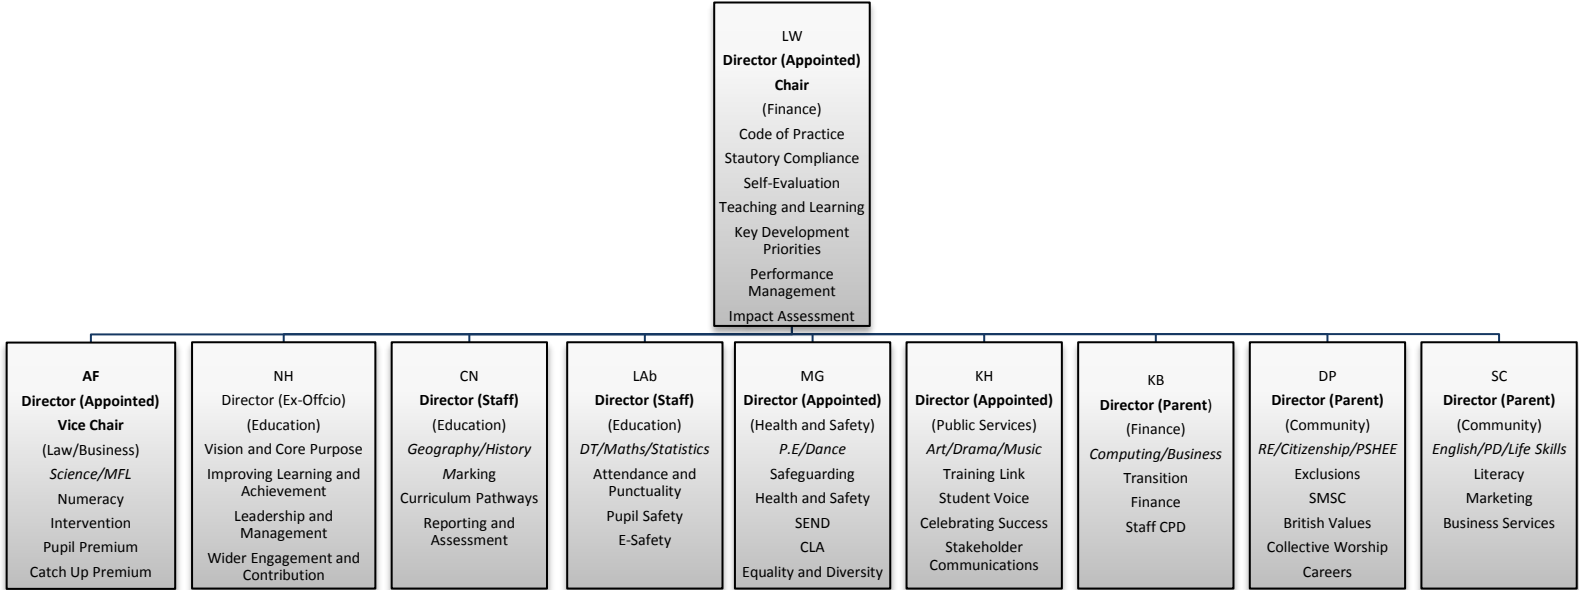 LW
Director (Appointed)
Chair
(Finance)
Code of Practice
Stautory Compliance
Self-Evaluation
Teaching and Learning
Key Development
Priorities
Performance
Management
Impact Assessment
AF
Director (Appointed)
Vice Chair
(Law/Business)
Science/MFL
Numeracy
Intervention
Pupil Premium
Catch Up Premium
NH
Director (Ex-Offcio)
(Education)
Vision and Core Purpose
Improving Learning and
Achievement
Leadership and
Management
Wider Engagement and
Contribution
CN
Director (Staff)
(Education)
Geography/History
Marking
Curriculum Pathways
Reporting and
Assessment
LAb
Director (Staff)
(Education)
DT/Maths/Statistics
Attendance and
Punctuality
Pupil Safety
E-Safety
MG
Director (Appointed)
(Health and Safety)
P.E/Dance
Safeguarding
Health and Safety
SEND
CLA
Equality and Diversity
KH
Director (Appointed)
(Public Services)
Art/Drama/Music
Training Link
Student Voice
Celebrating Success
Stakeholder
Communications
KB
Director (Parent)
(Finance)
Computing/Business
Transition
Finance
Staff CPD
DP
Director (Parent)
(Community)
RE/Citizenship/PSHEE
Exclusions
SMSC
British Values
Collective Worship
Careers
SC
Director (Parent)
(Community)
English/PD/Life Skills
Literacy
Marketing
Business Services